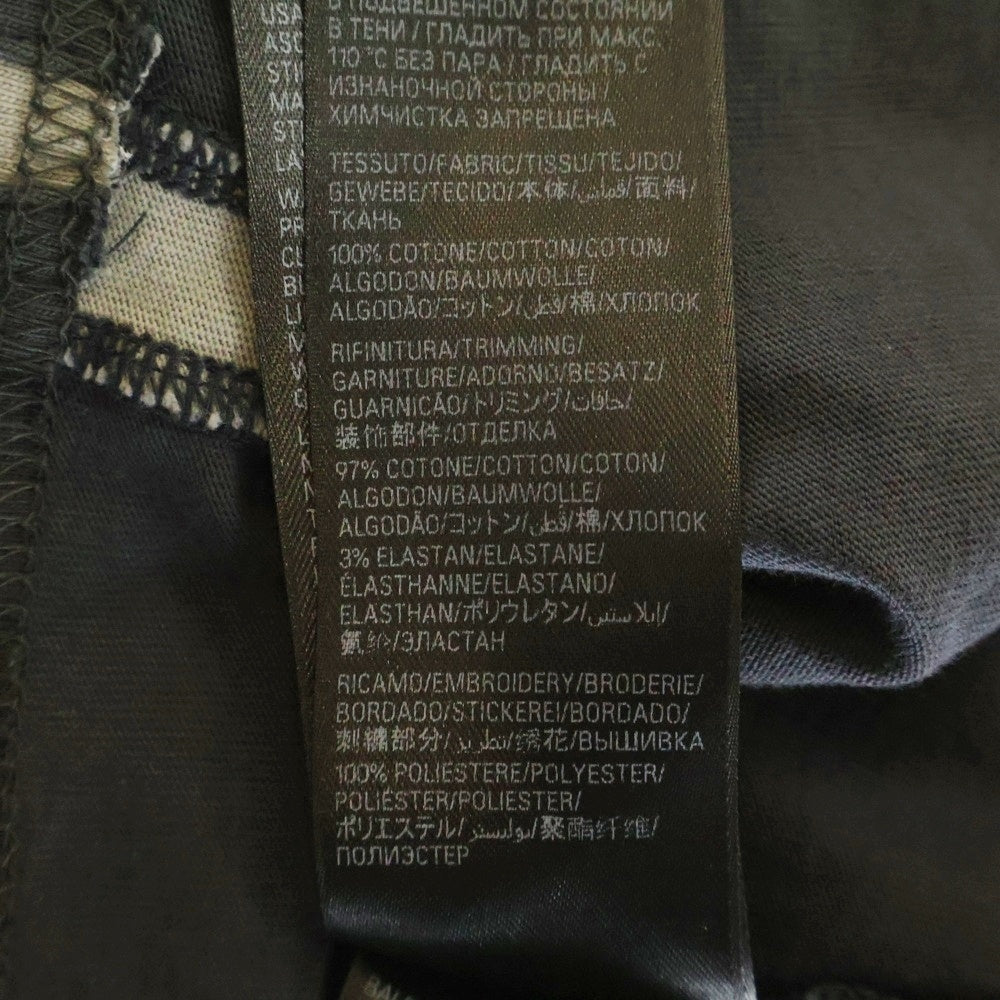 В ПОДВЕШЕННОМ СОСТОЯНИИ
В ТЕНИ / ГЛАДИТЬ ПРИ МАКС.
110 °C БЕЗ ПАРА / ГЛАДИТЬ С
ИЗНАНОЧНОЙ СТОРОНЫ /
ХИМЧИСТКА ЗАПРЕЩЕНА
TESSUTO/FABRIC/TISSU/TEJIDO/
GEWEBE/TECIDO/本体/قماش/面料/
ТКАНЬ
100% COTONE/COTTON/COTON/
ALGODON/BAUMWOLLE/
ALGODÃO/コットン/قطن/棉/ХЛОПОК
RIFINITURA/TRIMMING/
GARNITURE/ADORNO/BESATZ/
GUARNICÃO/トリミング/حافات/
装饰部件/ОТДЕЛКА
97% COTONE/COTTON/COTON/
ALGODON/BAUMWOLLE/
ALGODÃO/コットン/قطن/棉/ХЛОПОК
3% ELASTAN/ELASTANE/
ÉLASTHANNE/ELASTANO/
ELASTHAN/ポリウレタン/إيلاستين/
氨纶/ЭЛАСТАН
RICAMO/EMBROIDERY/BRODERIE/
BORDADO/STICKEREI/BORDADO/
刺繍部分/تطريز/绣花/ВЫШИВКА
100% POLIESTERE/POLYESTER/
POLIÉSTER/POLIESTER/
ポリエステル/بوليستر/聚酯纤维/
ПОЛИЭСТЕР